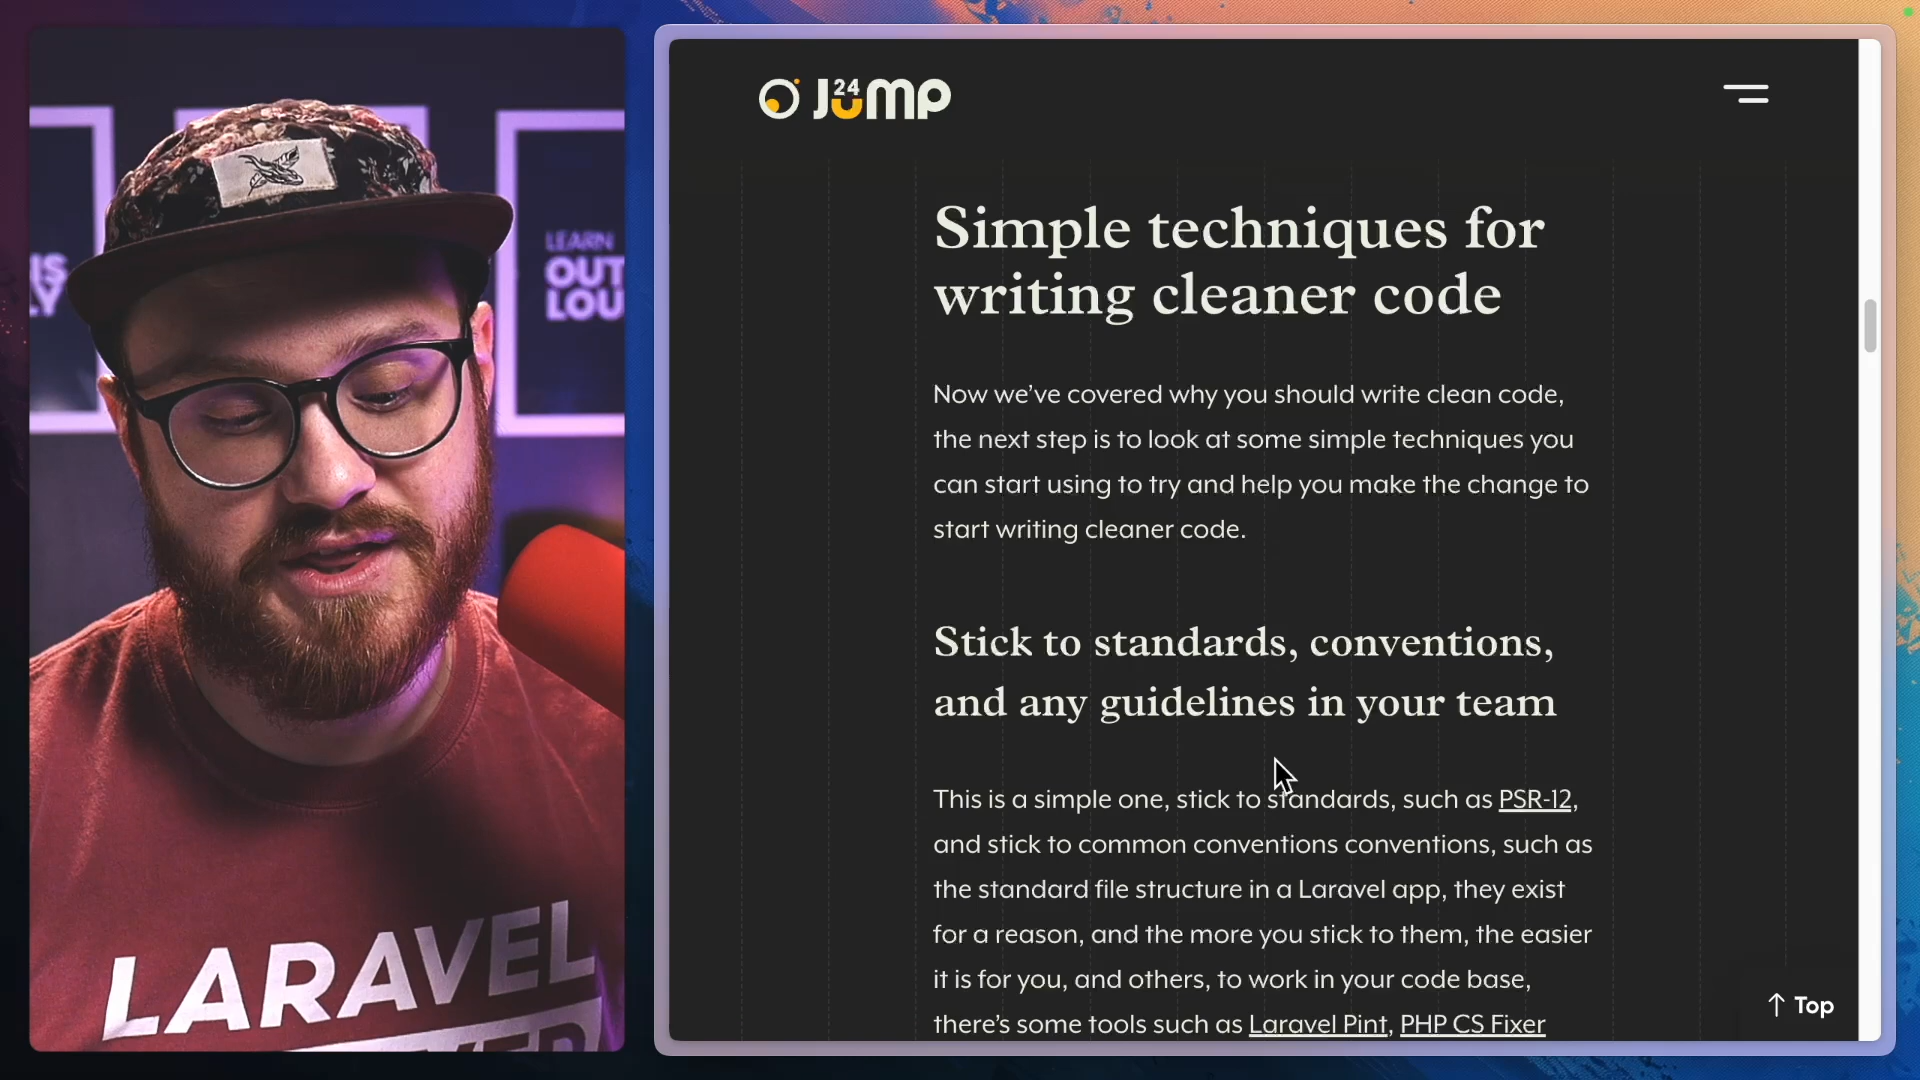 IS
LY
LEARN
OUT
LOU
LARAVEL
JUMP
24
Simple techniques for
writing cleaner code
Now we’ve covered why you should write clean code,
the next step is to look at some simple techniques you
can start using to try and help you make the change to
start writing cleaner code.
Stick to standards, conventions,
and any guidelines in your team
This is a simple one, stick to standards, such as PSR-12,
and stick to common conventions conventions, such as
the standard file structure in a Laravel app, they exist
for a reason, and the more you stick to them, the easier
it is for you, and others, to work in your code base,
there’s some tools such as Laravel Pint, PHP CS Fixer
↑ Top